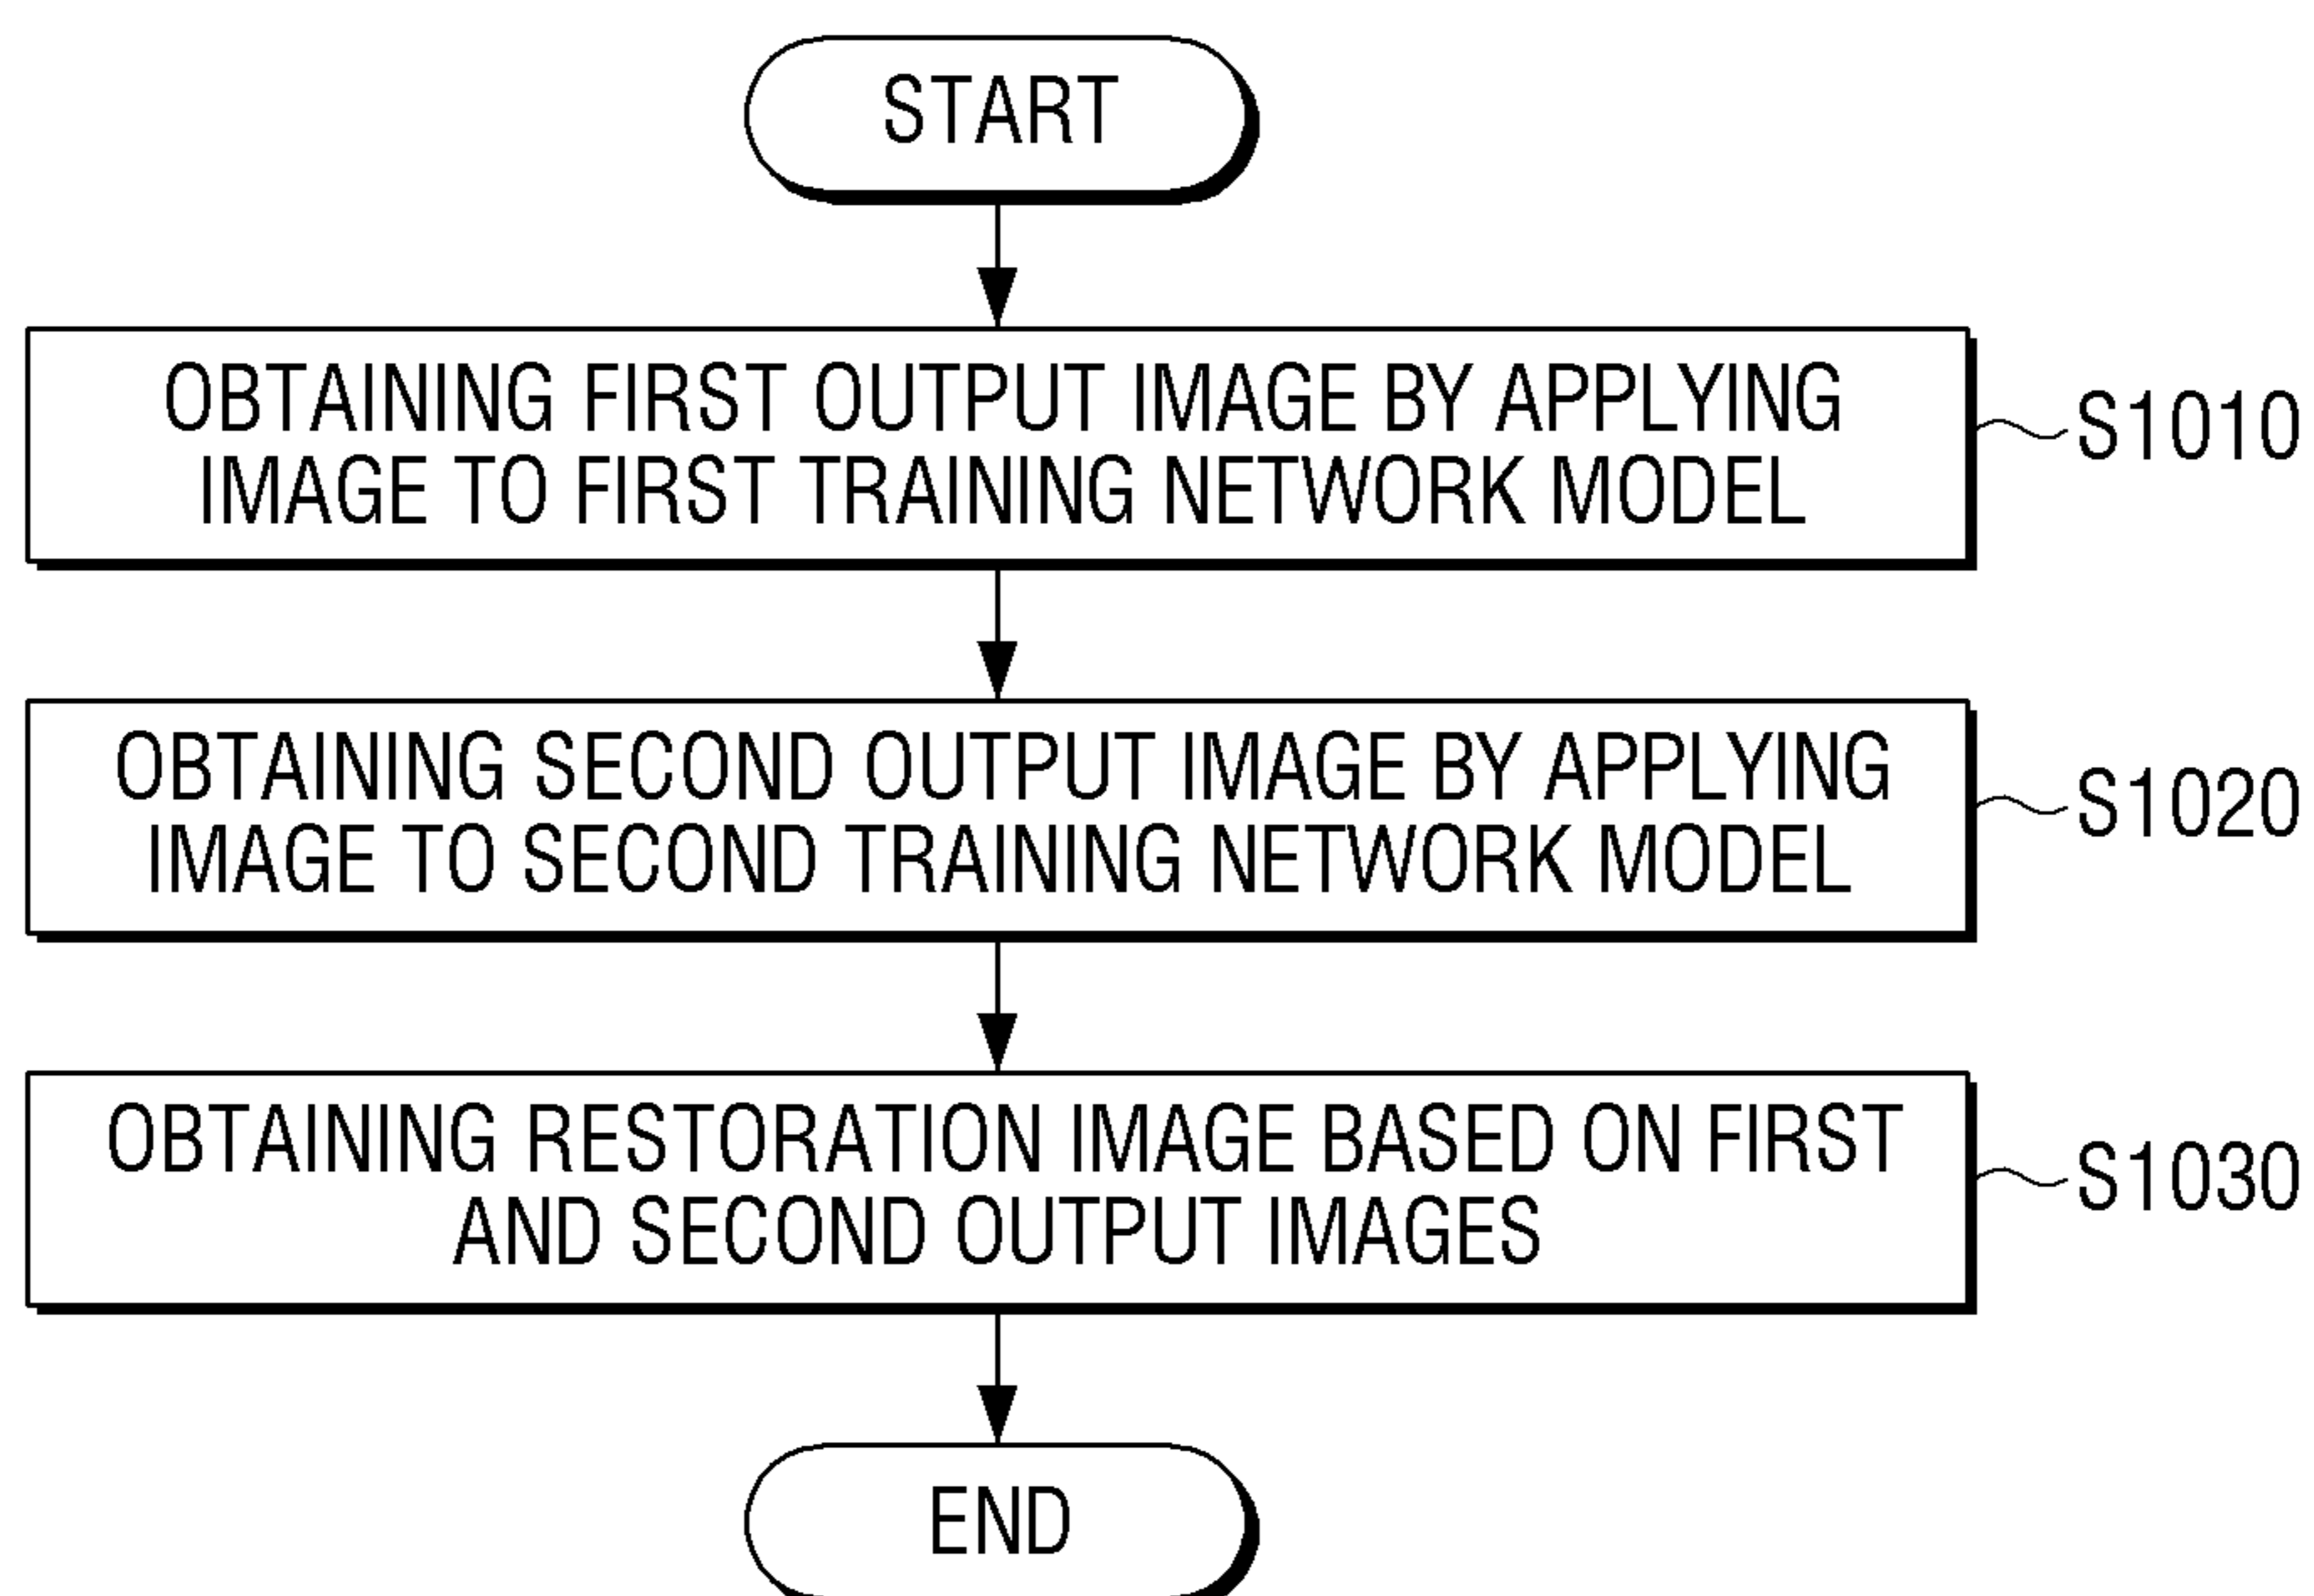 START
OBTAINING FIRST OUTPUT IMAGE BY APPLYING
IMAGE TO FIRST TRAINING NETWORK MODEL
S1010
OBTAINING SECOND OUTPUT IMAGE BY APPLYING
IMAGE TO SECOND TRAINING NETWORK MODEL
S1020
OBTAINING RESTORATION IMAGE BASED ON FIRST
AND SECOND OUTPUT IMAGES
S1030
END